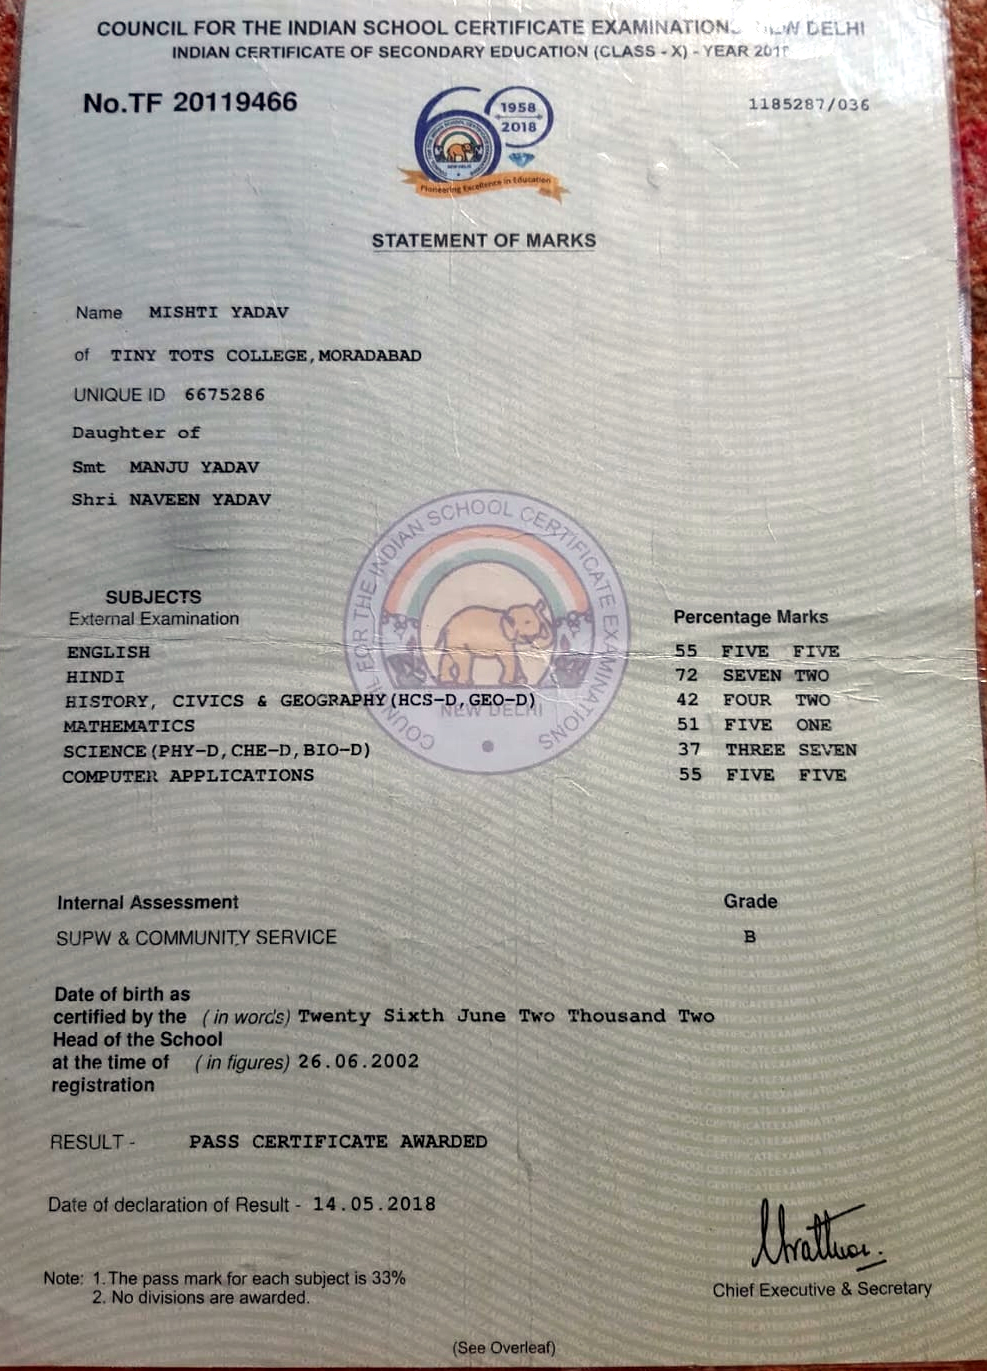 COUNCIL FOR THE INDIAN SCHOOL CERTIFICATE EXAMINATIONS NEW DELHI
INDIAN CERTIFICATE OF SECONDARY EDUCATION (CLASS - X) - YEAR 2018
No.TF 20119466
1185287/036
60
1958
2018
Pioneering Excellence in Education
STATEMENT OF MARKS
Name MISHTI YADAV
of TINY TOTS COLLEGE, MORADABAD
UNIQUE ID 6675286
Daughter of
Smt MANJU YADAV
Shri NAVEEN YADAV
COUNCIL FOR THE INDIAN SCHOOL CERTIFICATE EXAMINATIONS
NEW DELHI
SUBJECTS
External Examination Percentage Marks
ENGLISH 55 FIVE FIVE
HINDI 72 SEVEN TWO
HISTORY, CIVICS & GEOGRAPHY(HCS-D,GEO-D) 42 FOUR TWO
MATHEMATICS 51 FIVE ONE
SCIENCE(PHY-D,CHE-D,BIO-D) 37 THREE SEVEN
COMPUTER APPLICATIONS 55 FIVE FIVE
Internal Assessment Grade
SUPW & COMMUNITY SERVICE B
Date of birth as
certified by the (in words) Twenty Sixth June Two Thousand Two
Head of the School
at the time of (in figures) 26.06.2002
registration
RESULT - PASS CERTIFICATE AWARDED
Date of declaration of Result - 14.05.2018
Note: 1. The pass mark for each subject is 33%
2. No divisions are awarded.
Chief Executive & Secretary
(See Overleaf)